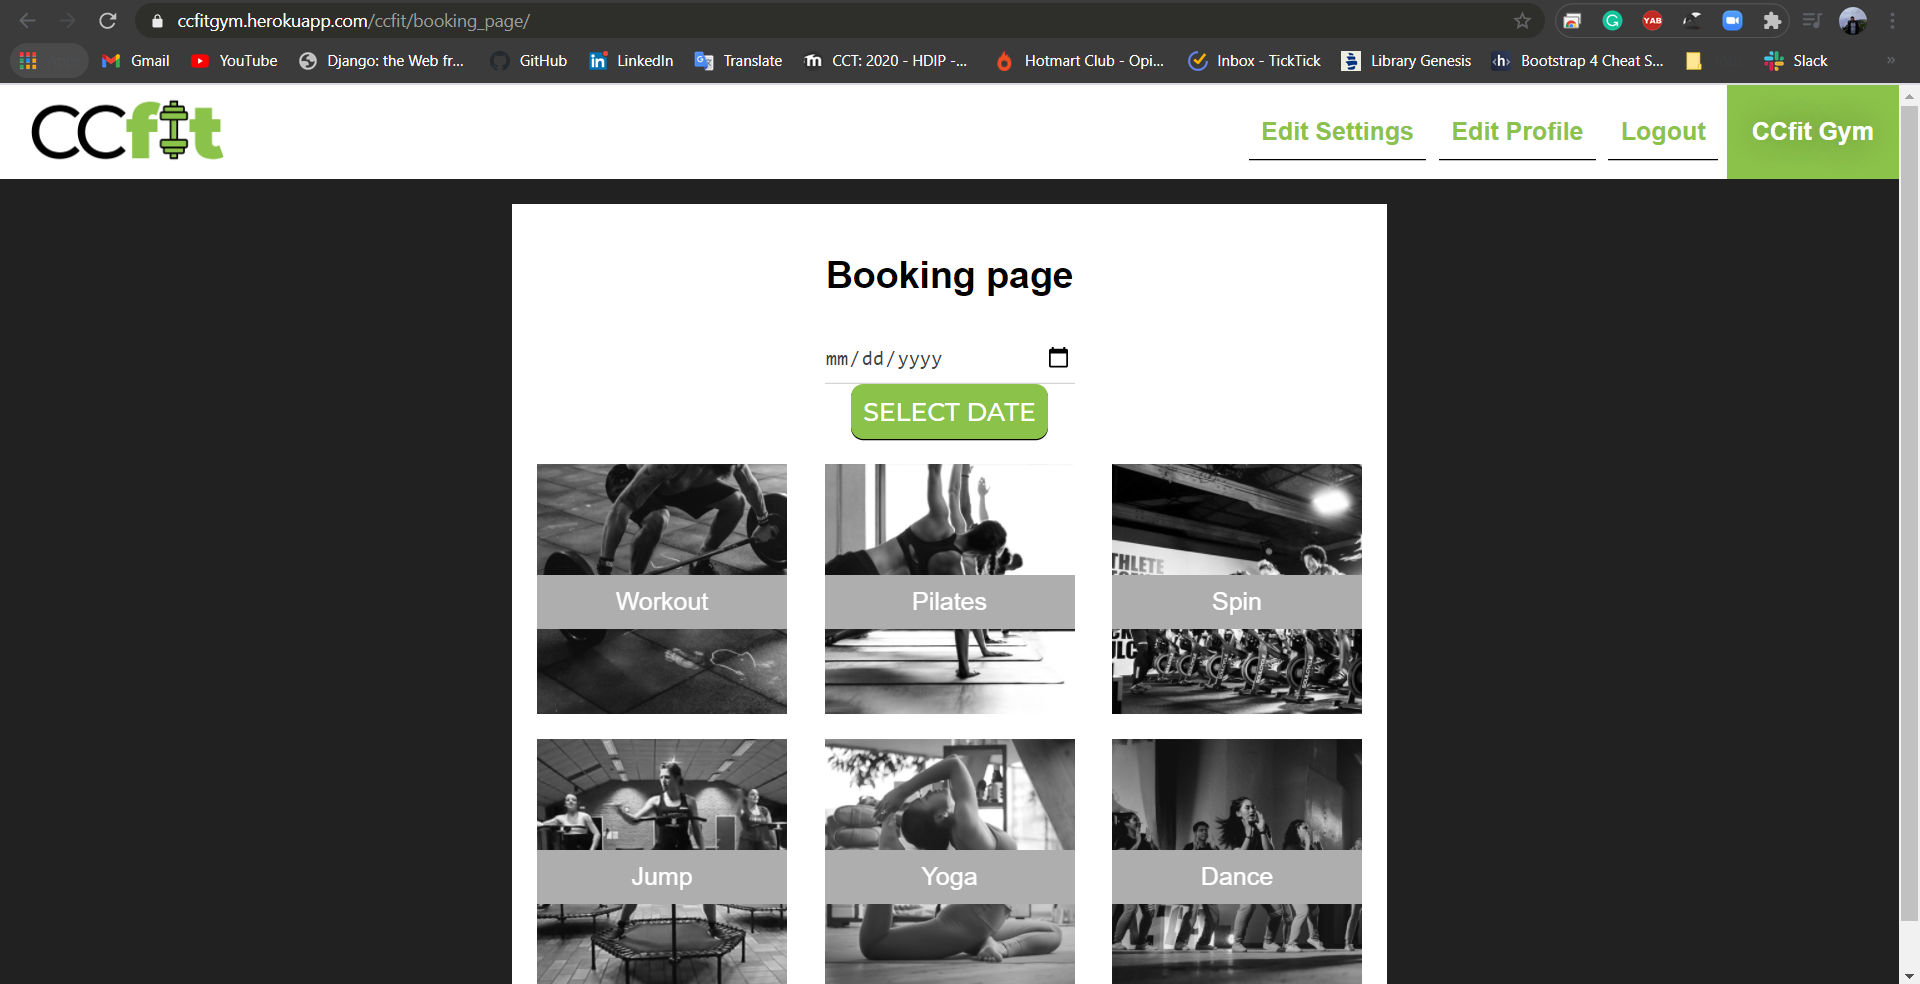 ccfitgym.herokuapp.com/ccfit/booking_page/
Gmail
YouTube
Django: the Web fr...
GitHub
LinkedIn
Translate
CCT: 2020 - HDIP -...
Hotmart Club - Opi...
Inbox - TickTick
Library Genesis
Bootstrap 4 Cheat S...
Slack
»
YAB
CCfit
Edit Settings
Edit Profile
Logout
CCfit Gym
Booking page
mm/dd/yyyy
SELECT DATE
Workout
Pilates
THLETE
Spin
Jump
Yoga
Dance